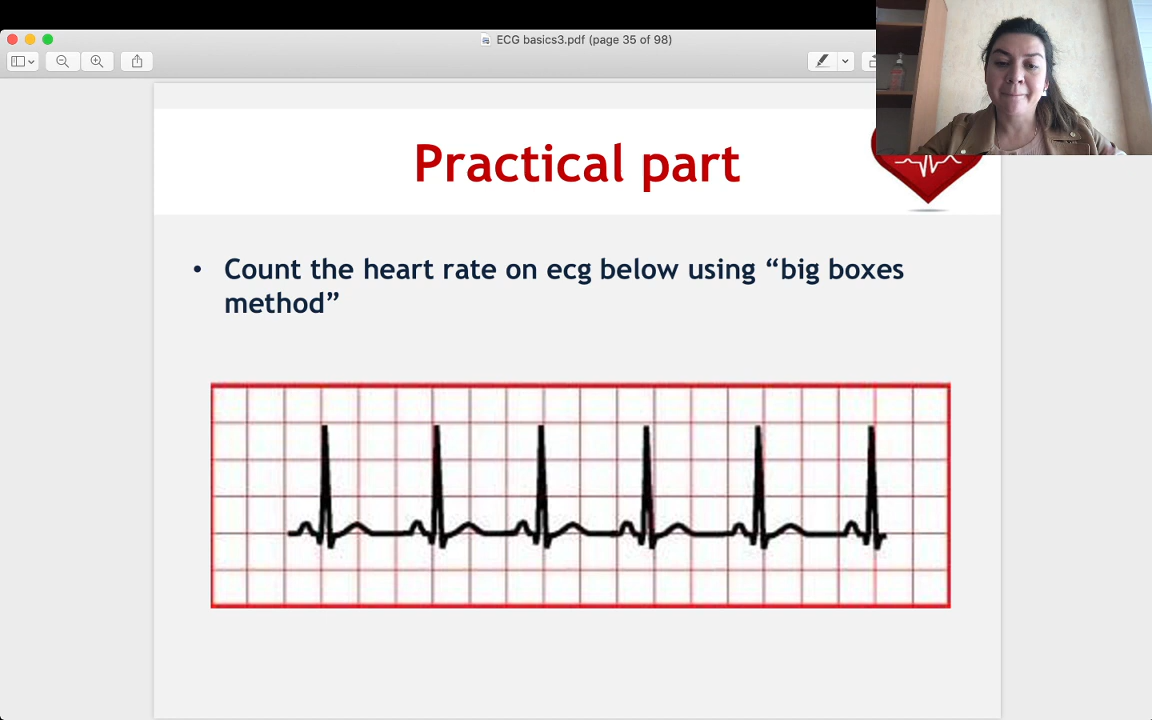 ECG basics3.pdf (page 35 of 98)
Practical part
• Count the heart rate on ecg below using “big boxes
method”